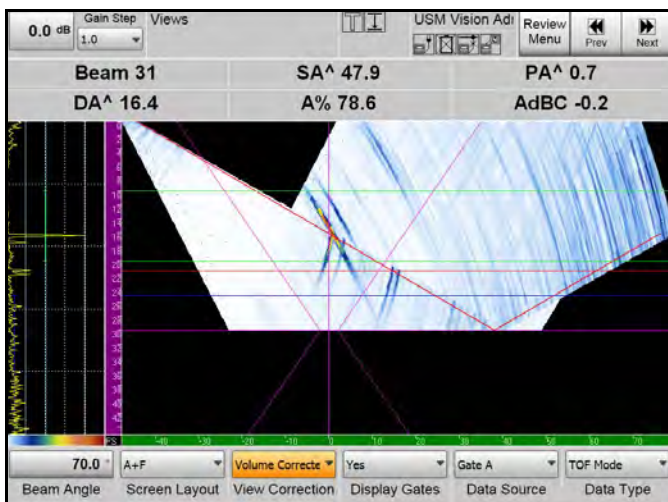 0.0 dB Gain Step 1.0 Views USM Vision Adı Review Menu Prev Next
Beam 31 SA^ 47.9 PA^ 0.7
DA^ 16.4 A% 78.6 AdBC -0.2
PS
70.0 ° A+F Volume Correcte Yes Gate A TOF Mode
Beam Angle Screen Layout View Correction Display Gates Data Source Data Type